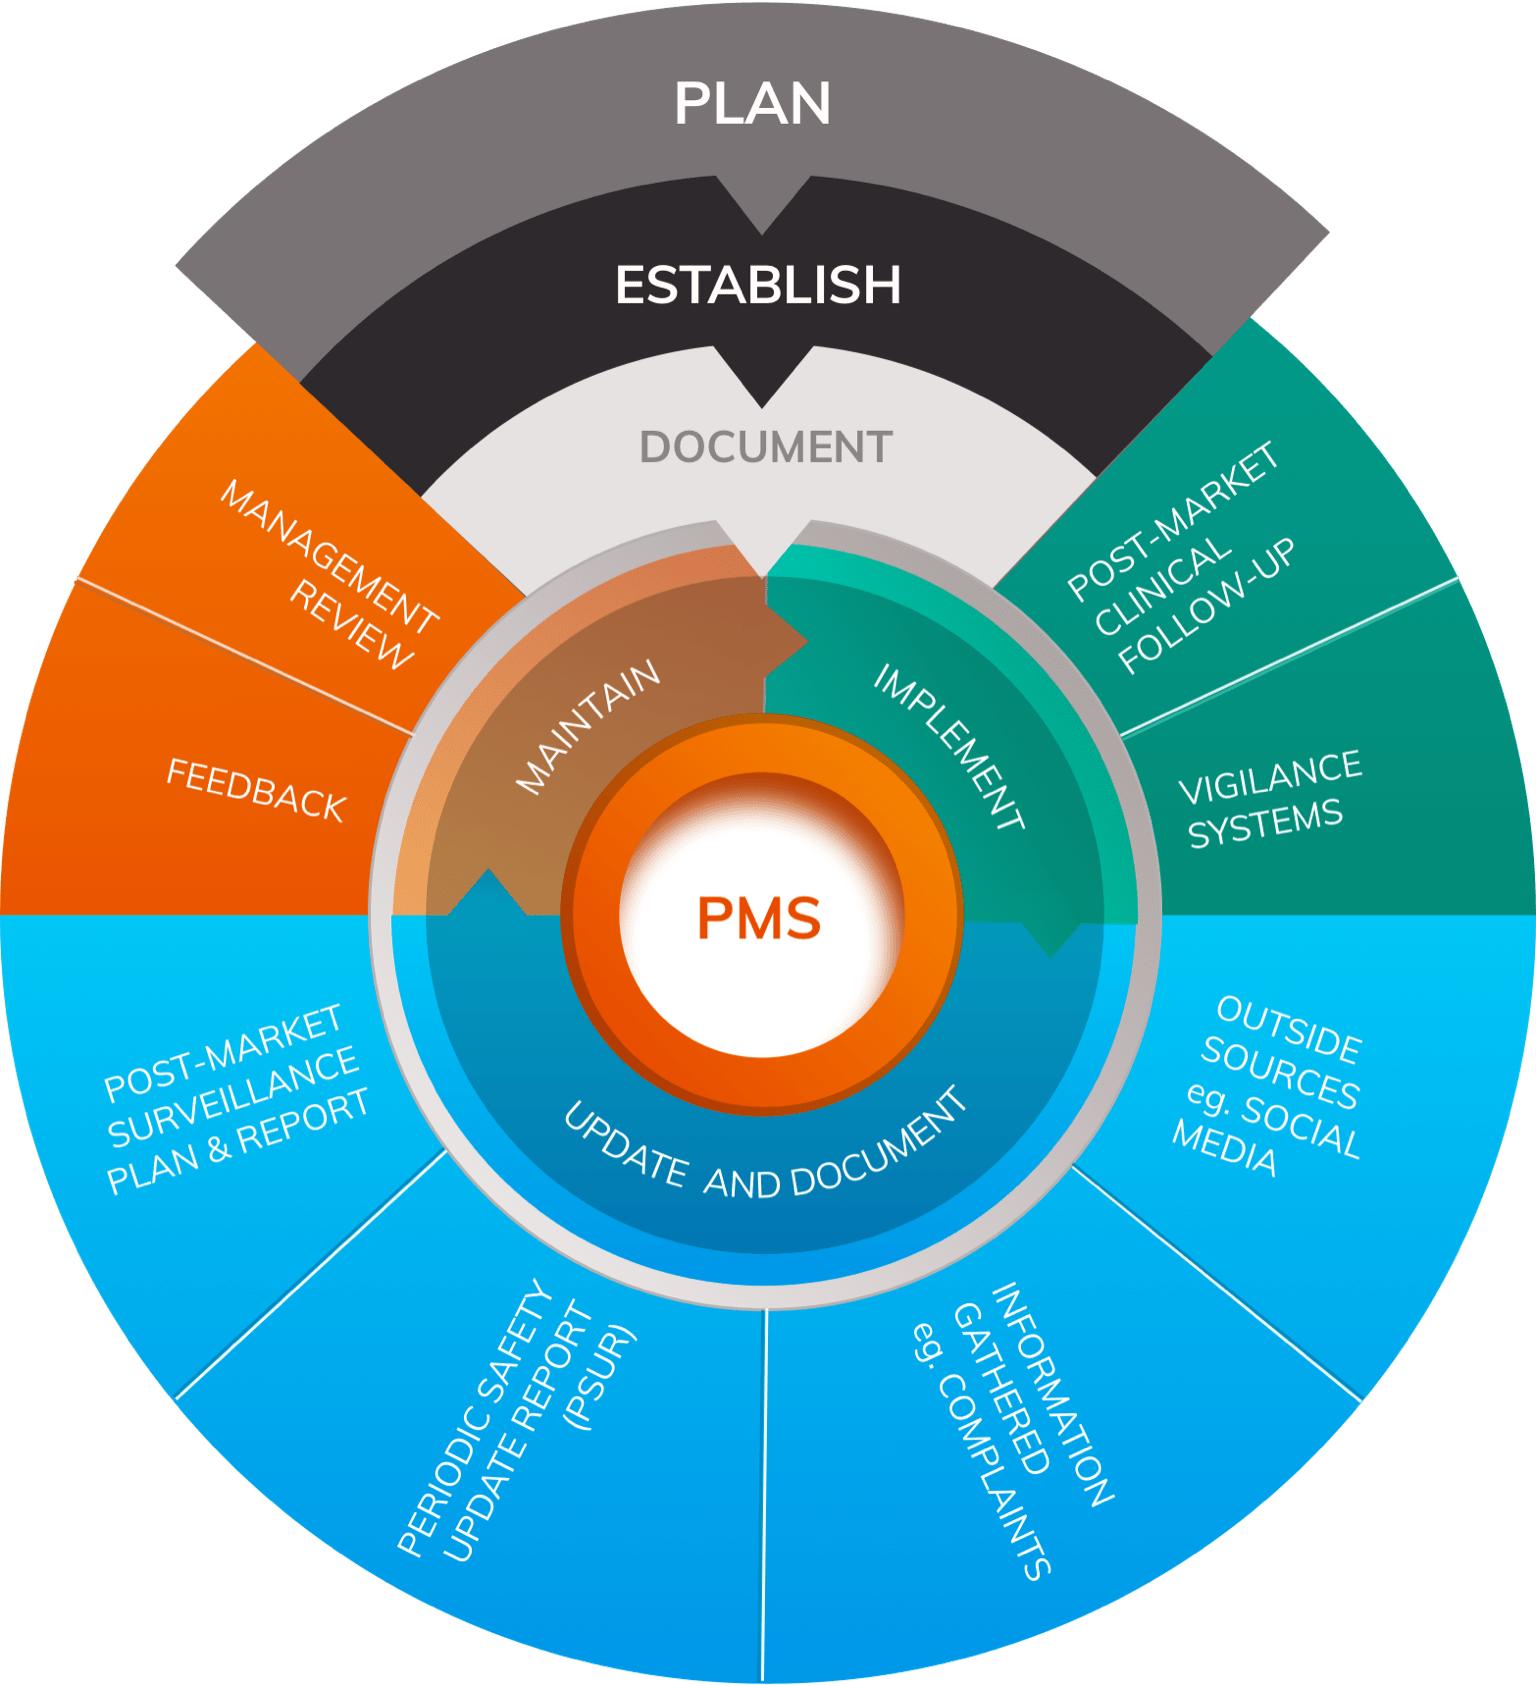 PLAN
ESTABLISH
DOCUMENT
MAINTAIN
IMPLEMENT
UPDATE AND DOCUMENT
PMS
POST-MARKET
CLINICAL
FOLLOW-UP
VIGILANCE
SYSTEMS
OUTSIDE
SOURCES
eg. SOCIAL
MEDIA
INFORMATION
GATHERED
eg. COMPLAINTS
PERIODIC SAFETY
UPDATE REPORT
(PSUR)
POST-MARKET
SURVEILLANCE
PLAN & REPORT
FEEDBACK
MANAGEMENT
REVIEW